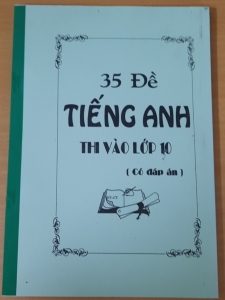 35 Đề
TIẾNG ANH
THI VÀO LỚP 10
( Có đáp án )